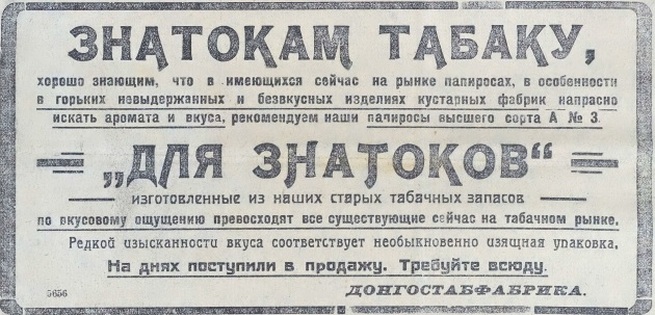 ЗНАТОКАМ ТАБАКУ,
хорошо знающим, что в имеющихся сейчас на рынке папиросах, в особенности
в горьких невыдержанных и безвкусных изделиях кустарных фабрик напрасно
искать аромата и вкуса, рекомендуем наши папиросы высшего сорта А № 3
„ДЛЯ ЗНАТОКОВ“
изготовленные из наших старых табачных запасов
по вкусовому ощущению превосходят все существующие сейчас на табачном рынке.
Редкой изысканности вкуса соответствует необыкновенно изящная упаковка.
На днях поступили в продажу. Требуйте всюду.
5656
ДОНГОСТАБФАБРИКА.